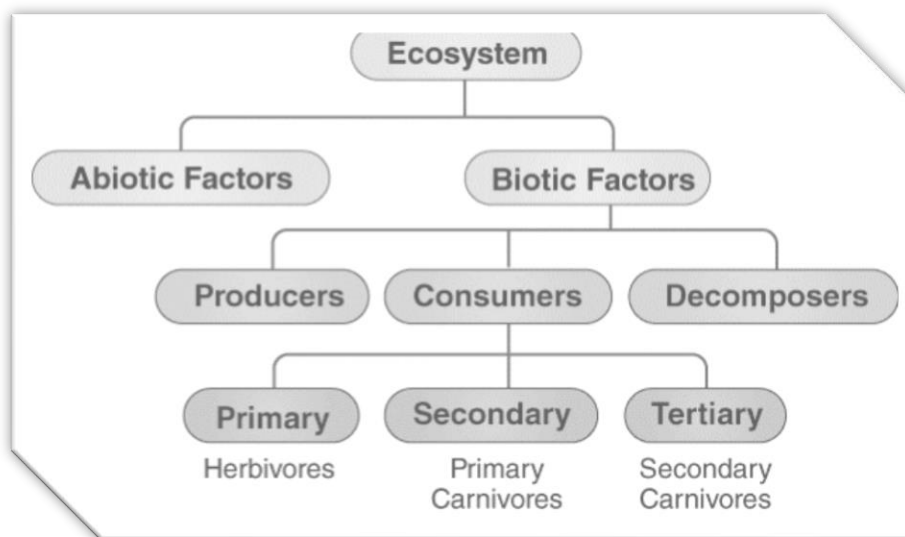 Ecosystem
Abiotic Factors
Biotic Factors
Producers
Consumers
Decomposers
Primary
Secondary
Tertiary
Herbivores
Primary
Carnivores
Secondary
Carnivores